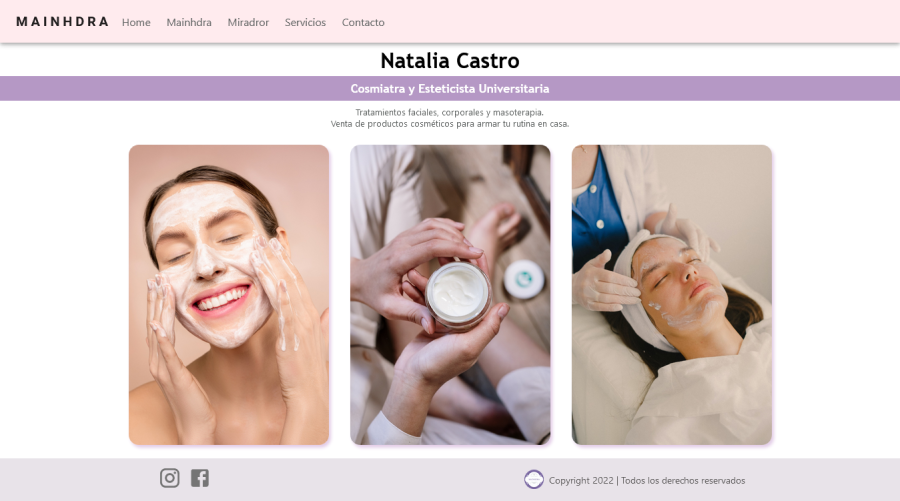 MAINHDRA Home Mainhdra Miradror Servicios Contacto
Natalia Castro
Cosmiatra y Esteticista Universitaria
Tratamientos faciales, corporales y masoterapia.
Venta de productos cosméticos para armar tu rutina en casa.
Copyright 2022 | Todos los derechos reservados